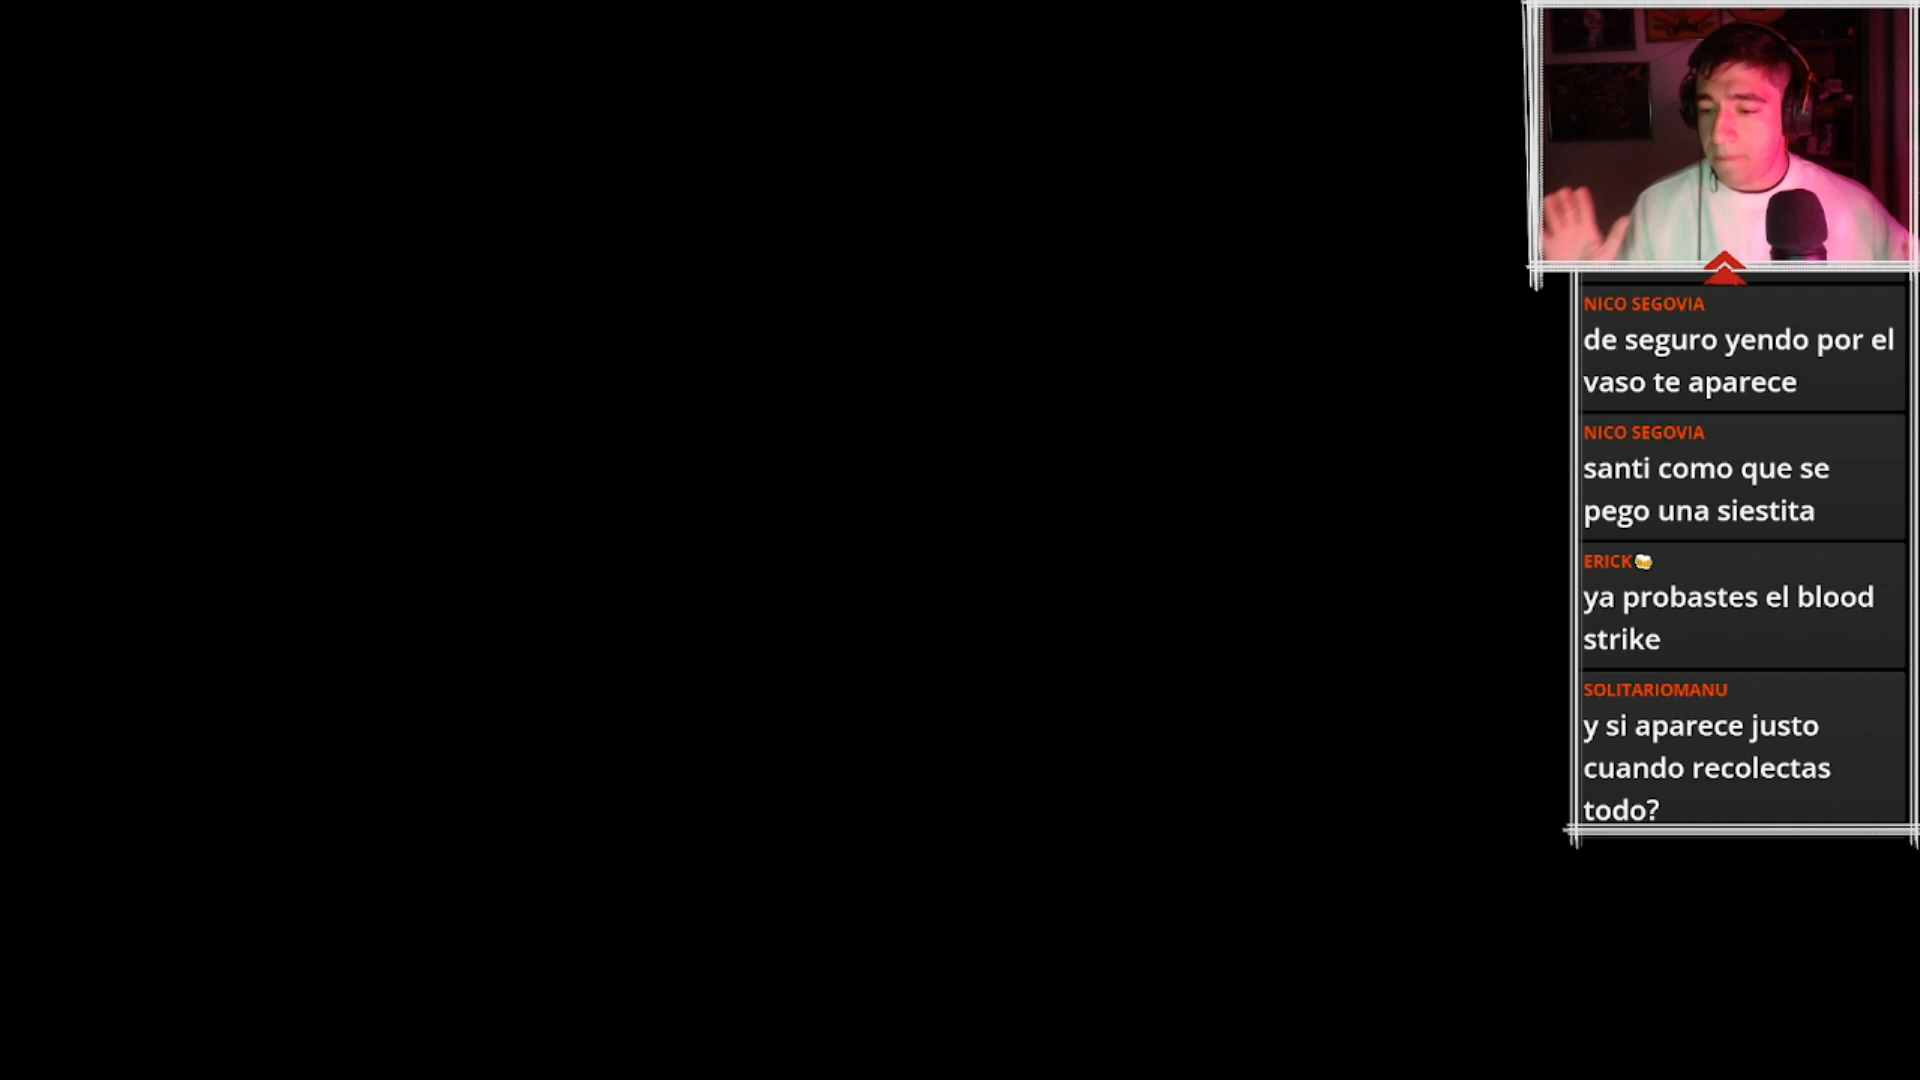 NICO SEGOVIA
de seguro yendo por el
vaso te aparece
NICO SEGOVIA
santi como que se
pego una siestita
ERICK🍻
ya probastes el blood
strike
SOLITARIOMANU
y si aparece justo
cuando recolectas
todo?